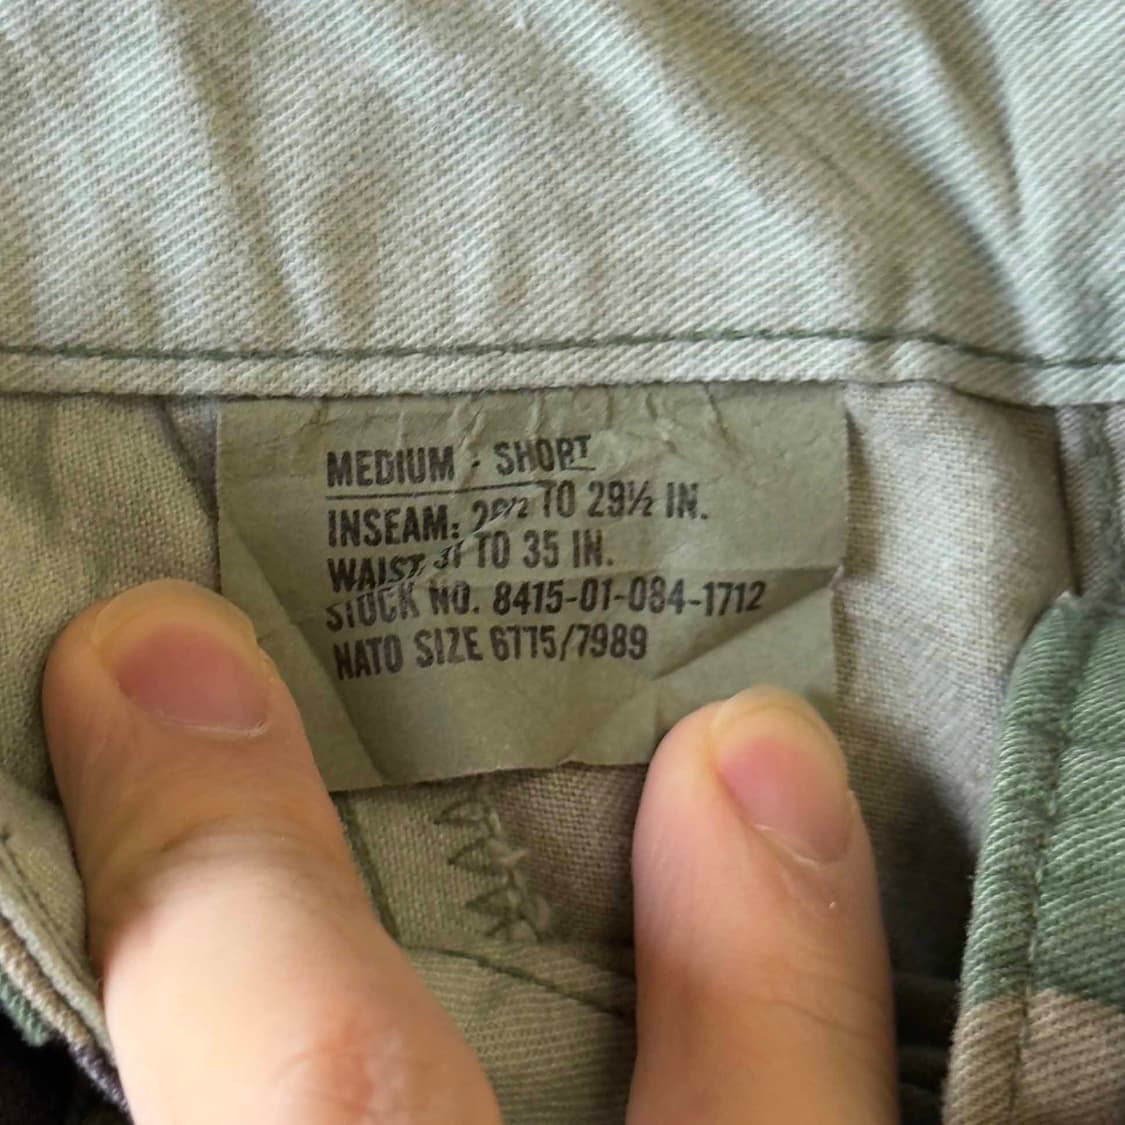 MEDIUM - SHORT
INSEAM: TO 29½ IN.
WAIST 31 TO 35 IN.
STOCK NO. 8415-01-084-1712
NATO SIZE 6775/7989